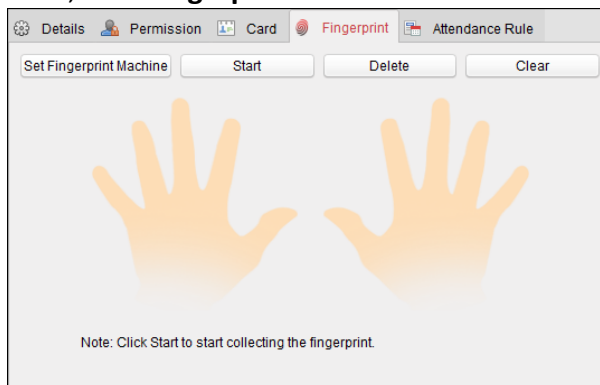 Details Permission Card Fingerprint Attendance Rule
Set Fingerprint Machine Start Delete Clear
Note: Click Start to start collecting the fingerprint.